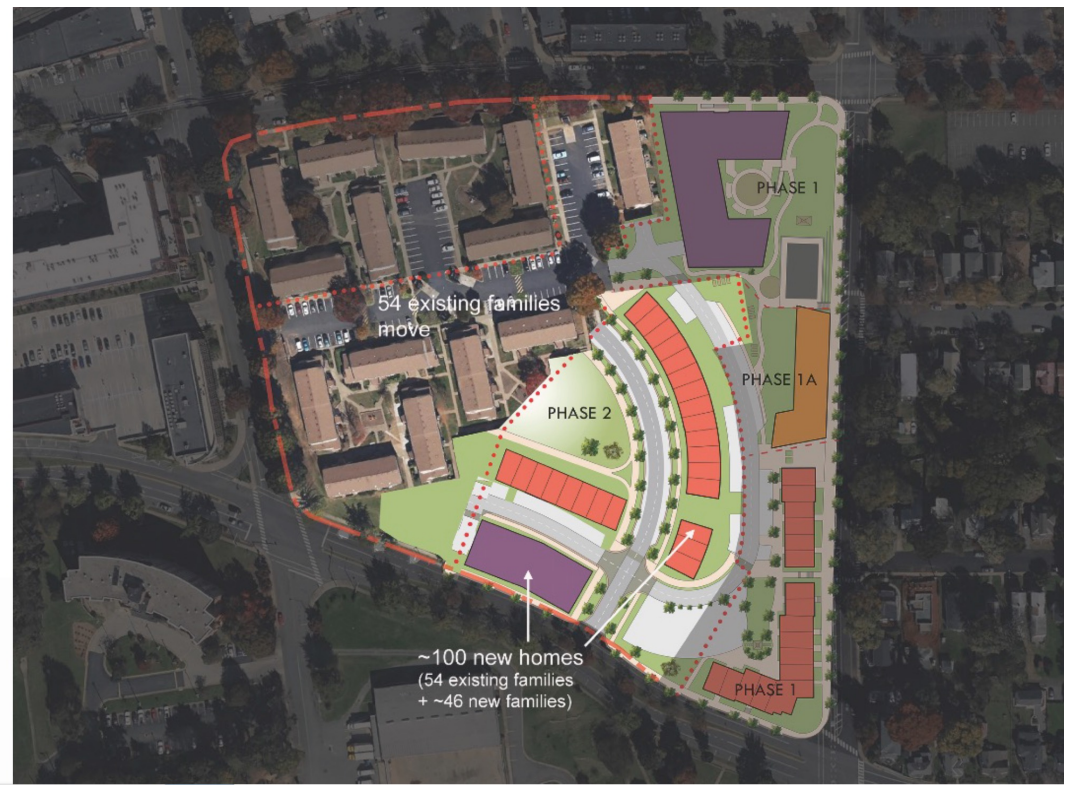 PHASE 1
54 existing families
move
PHASE 1A
PHASE 2
~100 new homes
(54 existing families
+ ~46 new families)
PHASE 1